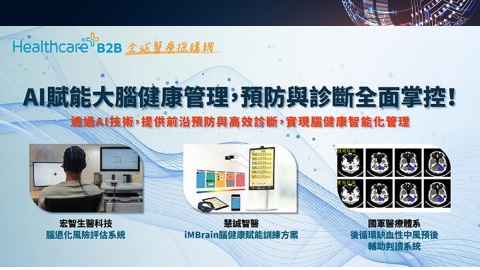 Healthcare+ B2B 全球醫療採購網
AI賦能大腦健康管理,預防與診斷全面掌控!
透過AI技術,提供前沿預防與高效診斷,實現腦健康智能化管理
宏智生醫科技
腦退化風險評估系統
慧誠智醫
iMBrain腦健康賦能訓練方案
國軍醫療體系
後循環缺血性中風預後
輔助判讀系統